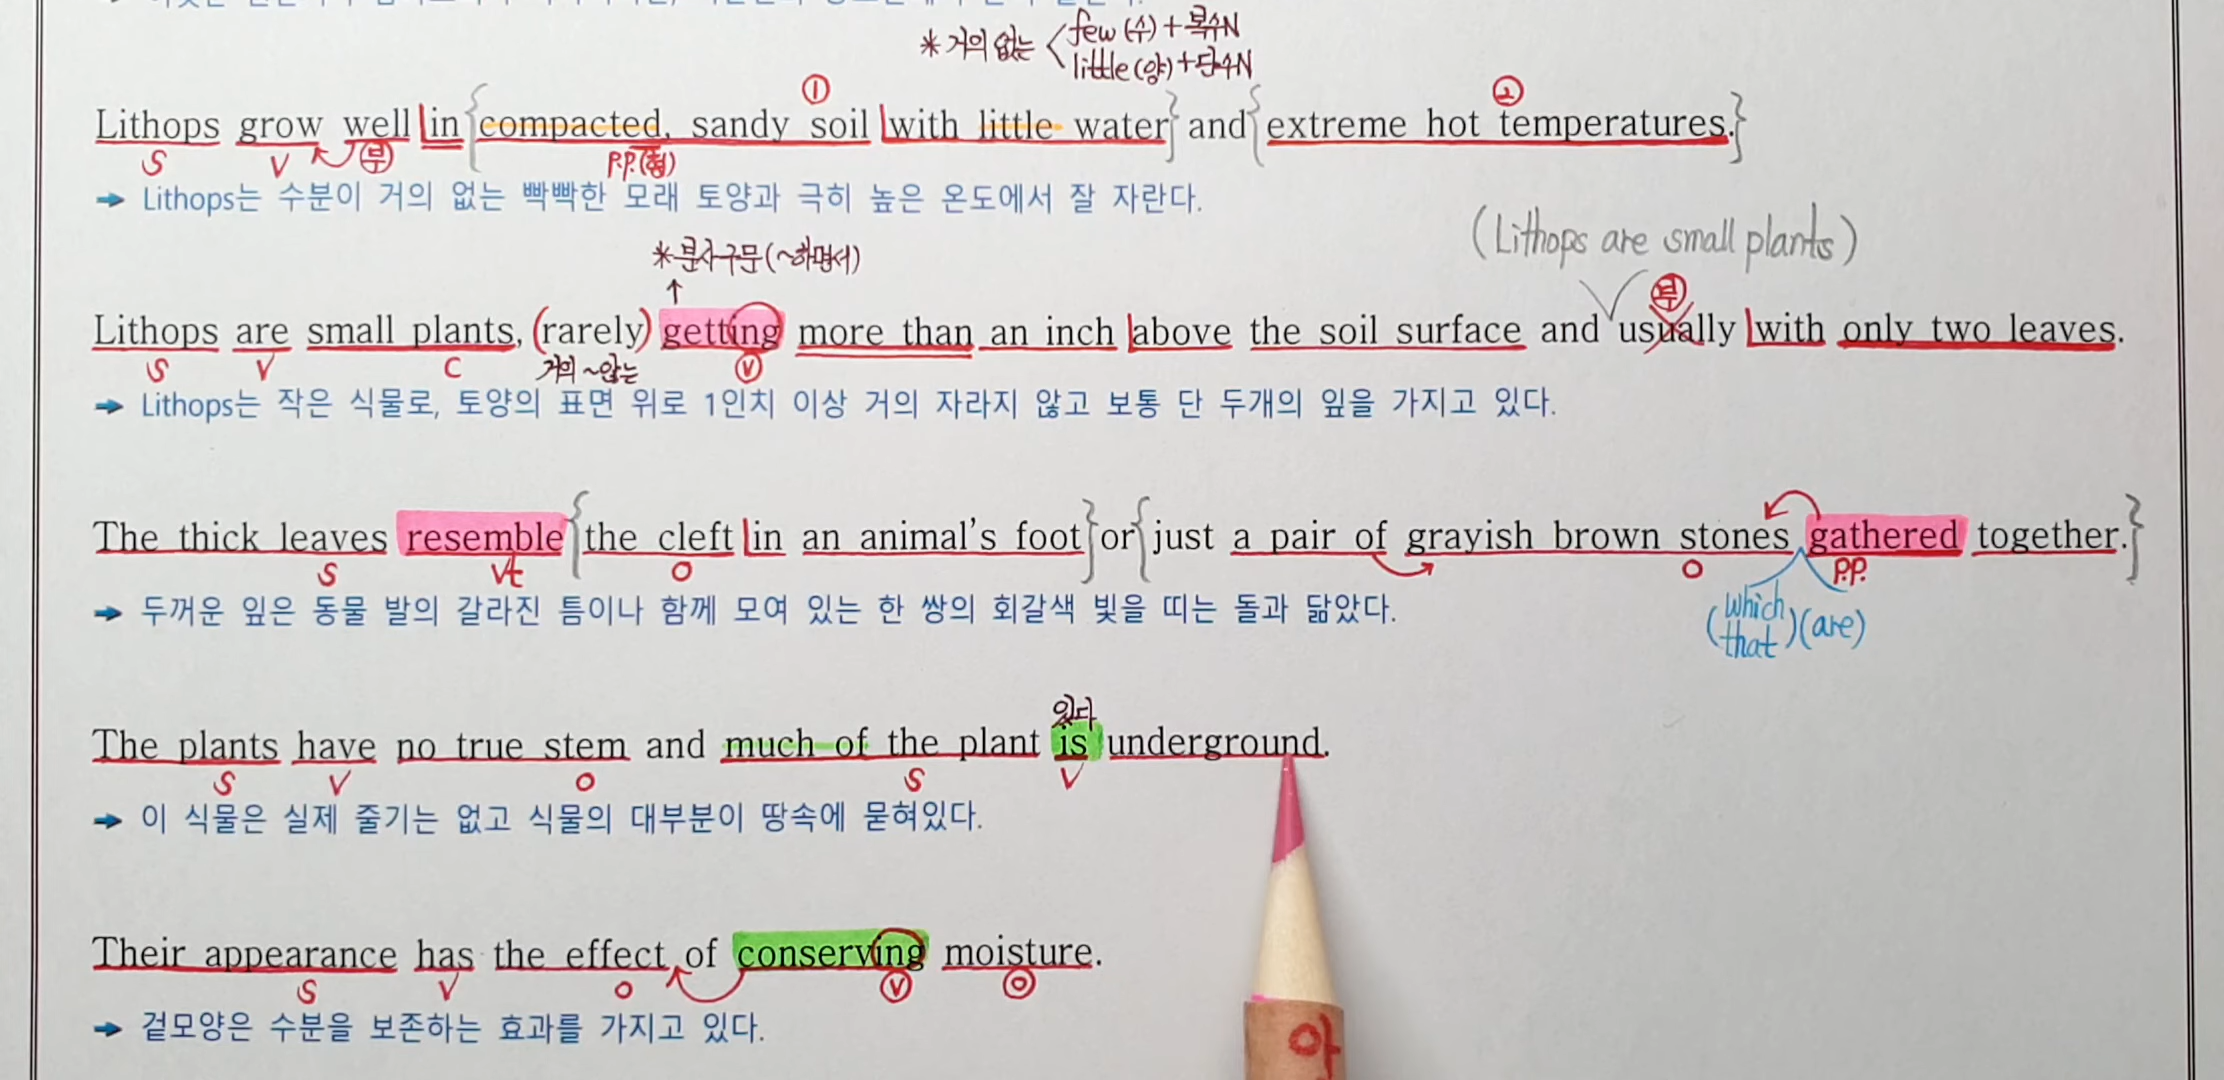 *거의 없는 < few (수) + 복수N
little (양) + 단수N
① ②
Lithops grow well in {compacted, sandy soil with little water} and {extreme hot temperatures.}
S V 부 P.P.(형)
➡ Lithops는 수분이 거의 없는 빡빡한 모래 토양과 극히 높은 온도에서 잘 자란다.
(Lithops are small plants)
*분사구문(~하면서)
↑ 부
Lithops are small plants, (rarely) getting more than an inch above the soil surface and usually with only two leaves.
S V C 거의 ~않는 V
➡ Lithops는 작은 식물로, 토양의 표면 위로 1인치 이상 거의 자라지 않고 보통 단 두개의 잎을 가지고 있다.
The thick leaves resemble {the cleft in an animal's foot} or {just a pair of grayish brown stones gathered together.}
S Vt O O P.P.
(which that) (are)
➡ 두꺼운 잎은 동물 발의 갈라진 틈이나 함께 모여 있는 한 쌍의 회갈색 빛을 띠는 돌과 닮았다.
있다
The plants have no true stem and much of the plant is underground.
S V O S V
➡ 이 식물은 실제 줄기는 없고 식물의 대부분이 땅속에 묻혀있다.
Their appearance has the effect of conserving moisture.
S V O V O
➡ 겉모양은 수분을 보존하는 효과를 가지고 있다.
야